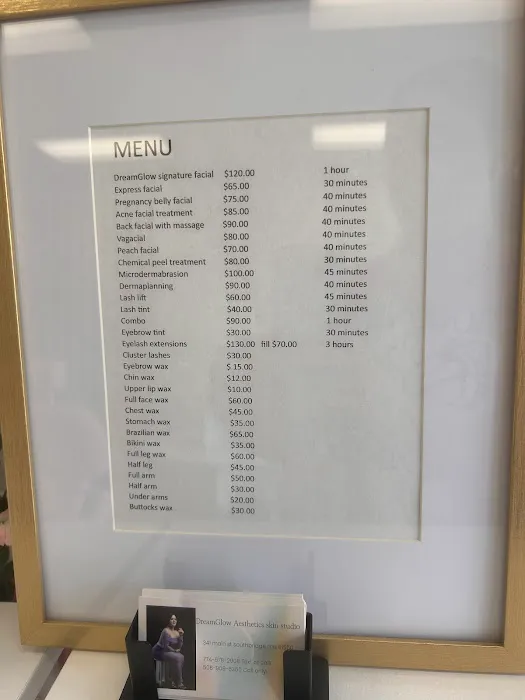 MENU
DreamGlow signature facial $120.00 1 hour
Express facial $65.00 30 minutes
Pregnancy belly facial $75.00 40 minutes
Acne facial treatment $85.00 40 minutes
Back facial with massage $90.00 40 minutes
Vagacial $80.00 40 minutes
Peach facial $70.00 40 minutes
Chemical peel treatment $80.00 30 minutes
Microdermabrasion $100.00 45 minutes
Dermaplanning $90.00 40 minutes
Lash lift $60.00 45 minutes
Lash tint $40.00 30 minutes
Combo $90.00 1 hour
Eyebrow tint $30.00 30 minutes
Eyelash extensions $130.00 fill $70.00 3 hours
Cluster lashes $30.00
Eyebrow wax $ 15.00
Chin wax $12.00
Upper lip wax $10.00
Full face wax $60.00
Chest wax $45.00
Stomach wax $35.00
Brazilian wax $65.00
Bikini wax $35.00
Full leg wax $60.00
Half leg $45.00
Full arm $50.00
Half arm $30.00
Under arms $20.00
Buttocks wax $30.00
DreamGlow Aesthetics skin studio